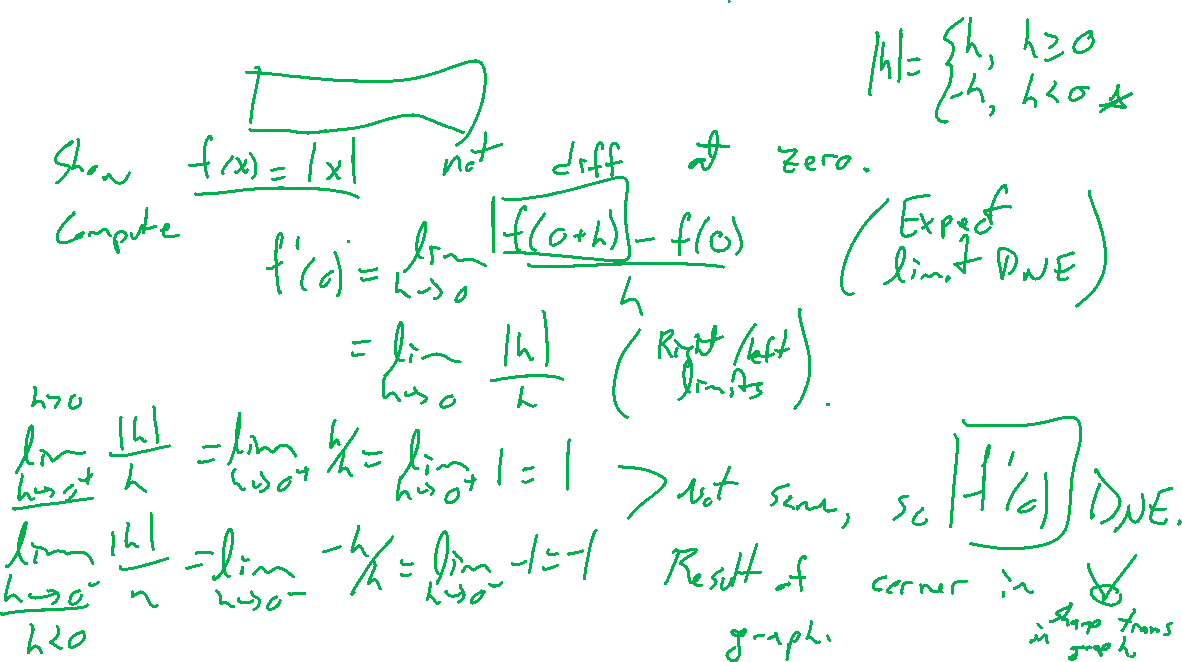 |h| = { h, h ≥ 0
-h, h < 0 *
Show f(x) = |x| not diff at zero.
Compute
f'(0) = lim h→0 f(0+h) - f(0) / h
(Expect limit DNE)
= lim h→0 |h| / h (Right/left limits).
h>0
lim h→0⁺ |h| / h = lim h→0⁺ h/h = lim h→0⁺ 1 = 1
> Not same, so f'(0) DNE.
lim h→0⁻ |h| / h = lim h→0⁻ -h/h = lim h→0⁻ -1 = -1
h<0
Result of corner in
graph.
sharp trans
in graph.